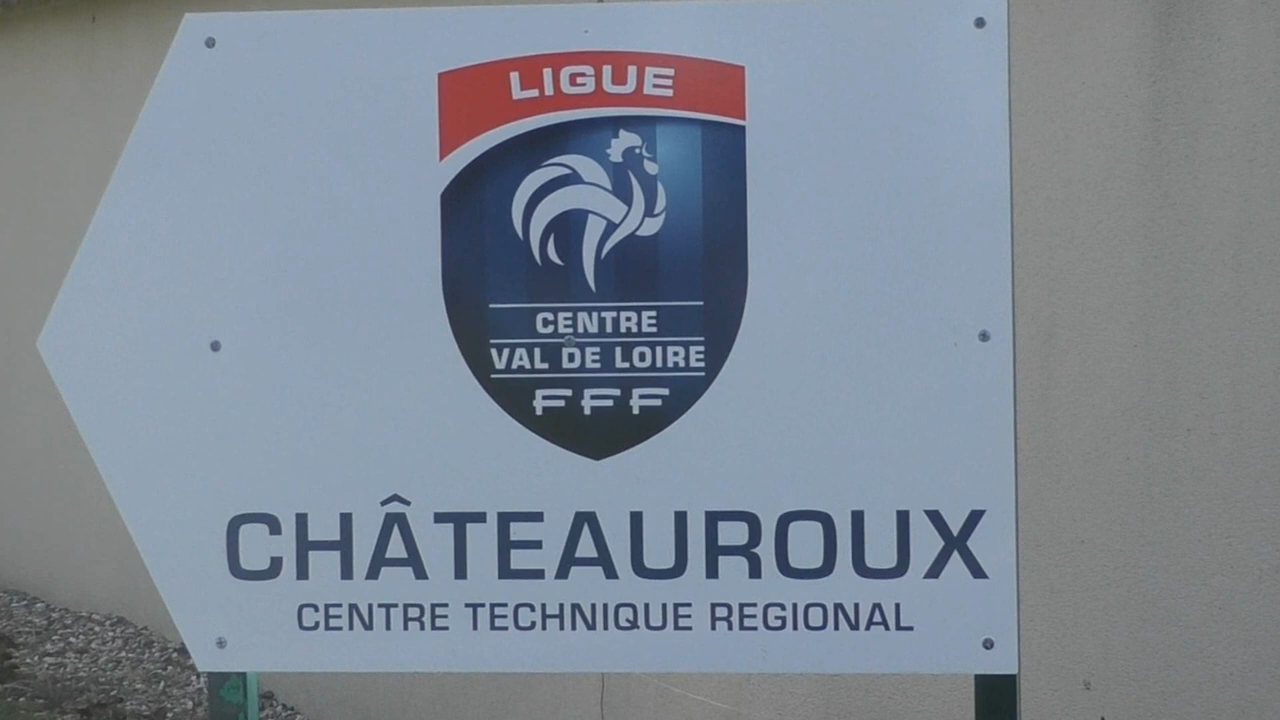 LIGUE
CENTRE
VAL DE LOIRE
FFF
CHÂTEAUROUX
CENTRE TECHNIQUE REGIONAL